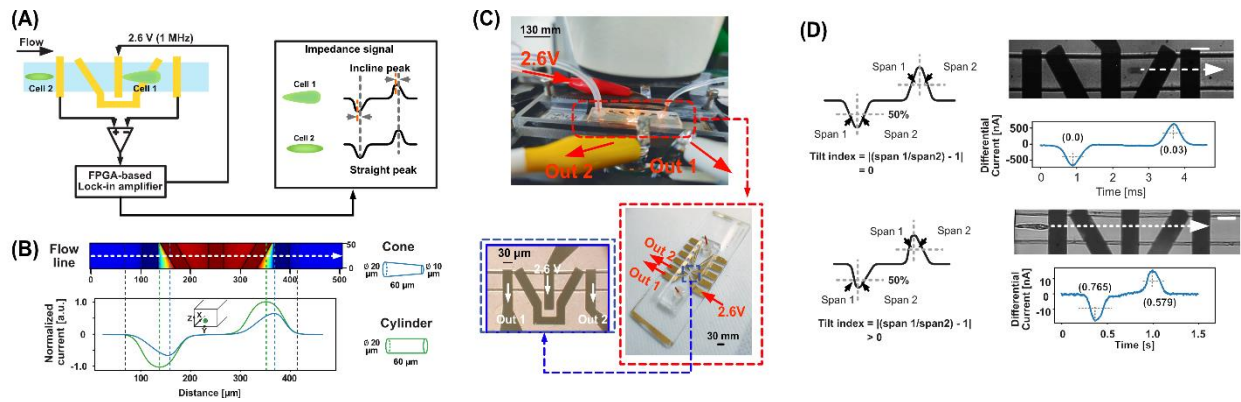 (A)
Flow
2.6 V (1 MHz)
Cell 2
Cell 1
+ -
FPGA-based
Lock-in amplifier
Impedance signal
Incline peak
Cell 1
Cell 2
Straight peak
(B)
Flow
line
50
0
0 100 200 300 400 500
Cone
Ø 20
µm
Ø 10
µm
60 µm
Normalized
current [a.u.]
1.0
0
-1.0
Z
X
100 200 300 400
Distance [µm]
Cylinder
Ø 20
µm
60 µm
(C)
130 mm
2.6V
Out 2
Out 1
30 µm
2.6 V
Out 1
Out 2
Out 2
Out 1
2.6V
30 mm
(D)
Span 1
Span 2
50%
Span 1
Span 2
Tilt index = |(span 1/span2) - 1|
= 0
Differential
Current [nA]
500
0
-500
(0.0)
(0.03)
0 1 2 3 4
Time [ms]
Span 1
Span 2
50%
Span 1
Span 2
Tilt index = |(span 1/span2) - 1|
> 0
Differential
Current [nA]
10
0
-10
(0.765)
(0.579)
0 0.5 1.0 1.5
Time [s]